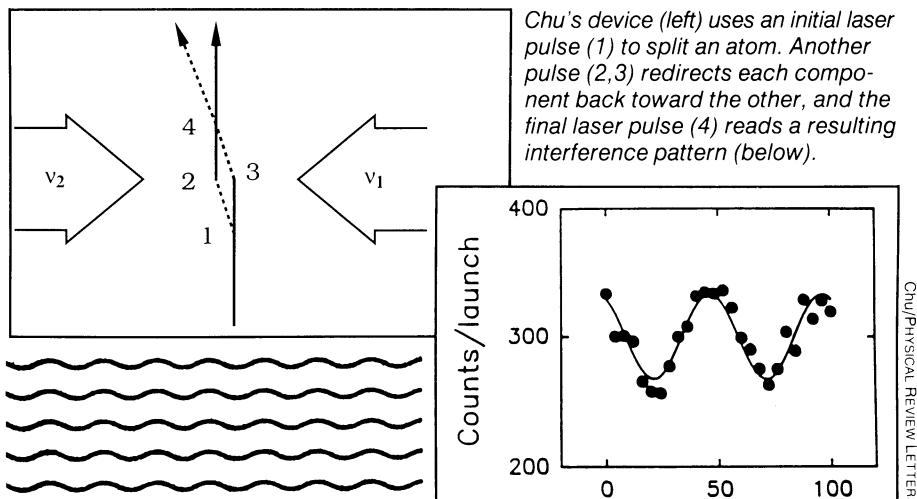 Chu's device (left) uses an initial laser
pulse (1) to split an atom. Another
pulse (2,3) redirects each compo-
nent back toward the other, and the
final laser pulse (4) reads a resulting
interference pattern (below).
4
ν2
2
3
ν1
1
400
300
200
Counts/launch
0
50
100
Chu/PHYSICAL REVIEW LETTER